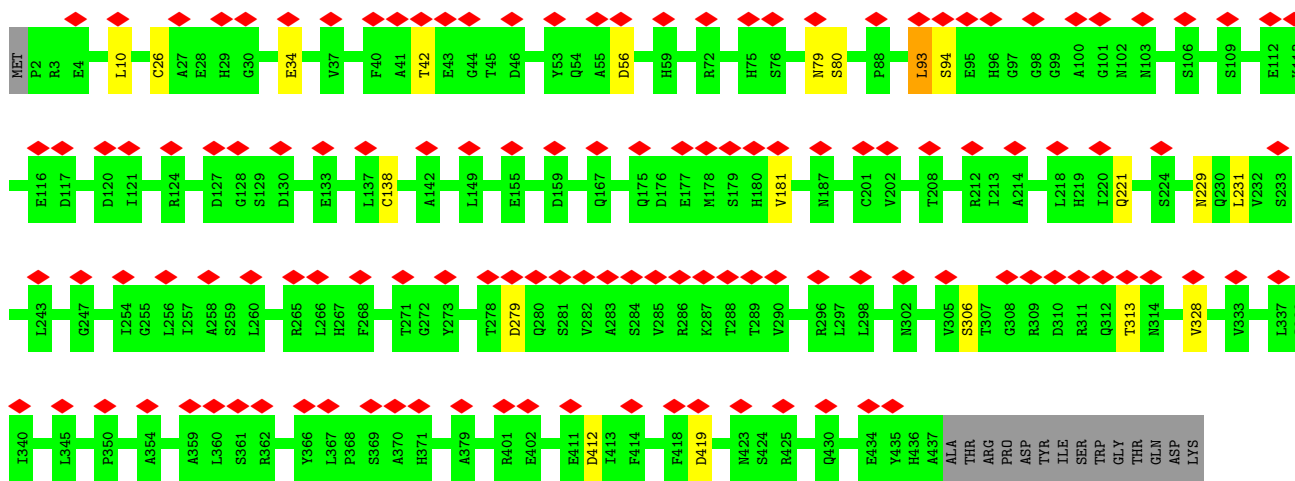 MET P2 R3 E4 L10 C26 A27 E28 H29 G30 E34 V37 F40 A41 T42 E43 G44 T45 D46 Y53 Q54 A55 D56 H59 R72 H75 S76 N79 S80 P88 L93 S94 E95 H96 G97 G98 G99 A100 G101 N102 N103 S106 S109 E112
E116 D117 D120 I121 R124 D127 G128 S129 D130 E133 L137 C138 A142 L149 E155 D159 Q167 Q175 D176 E177 M178 S179 H180 V181 N187 C201 V202 T208 R212 I213 A214 L218 H219 I220 Q221 S224 N229 Q230 L231 V232 S233
L243 G247 I254 G255 L256 I257 A258 S259 L260 R265 L266 H267 F268 T271 G272 Y273 T278 D279 Q280 S281 V282 A283 S284 V285 R286 K287 T288 T289 V290 R296 L297 L298 N302 V305 S306 T307 G308 R309 D310 R311 Q312 T313 N314 V328 V333 L337
I340 L345 P350 A354 A359 L360 S361 R362 Y366 L367 P368 S369 A370 H371 A379 R401 E402 E411 D412 I413 F414 F418 D419 N423 S424 R425 Q430 E434 Y435 H436 A437 ALA THR ARG PRO ASP TYR ILE SER TRP GLY THR GLN ASP LYS